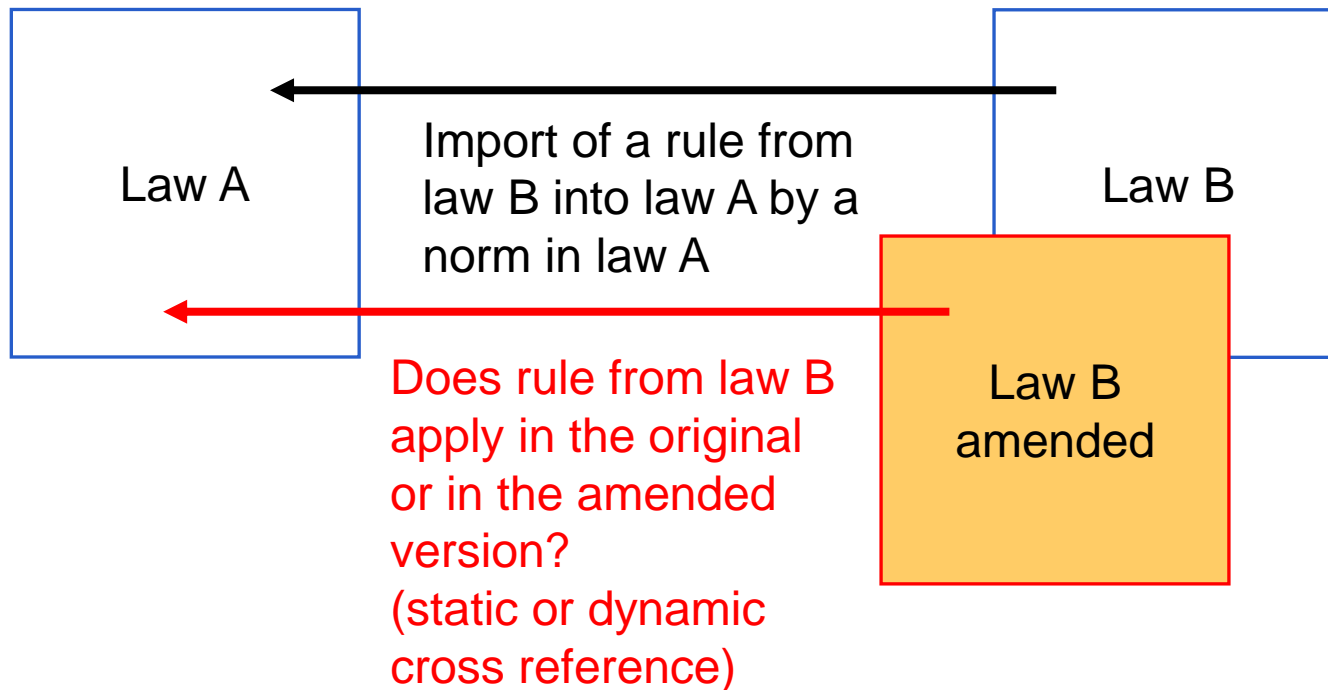 Law A
Import of a rule from
law B into law A by a
norm in law A
Law B
Does rule from law B
apply in the original
or in the amended
version?
(static or dynamic
cross reference)
Law B
amended